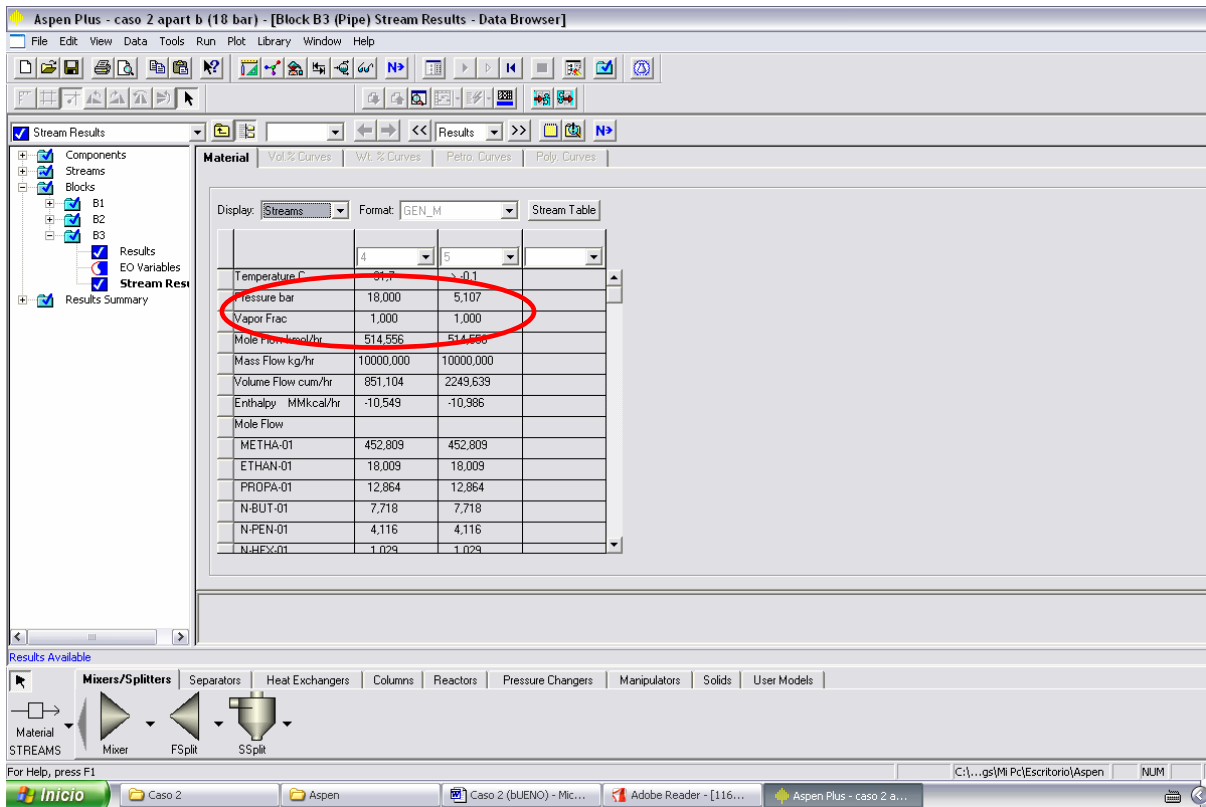 Aspen Plus - caso 2 apart b (18 bar) - [Block B3 (Pipe) Stream Results - Data Browser]
File Edit View Data Tools Run Plot Library Window Help
N>
Stream Results Results N>
Components
Streams
Blocks
B1
B2
B3
Results
EO Variables
Stream Resu
Results Summary
Material Vol.% Curves Wt. % Curves Petro. Curves Poly. Curves
Display: Streams Format: GEN_M Stream Table
4 5
Temperature C
Pressure bar 18,000 5,107
Vapor Frac 1,000 1,000
Mole Flow kmol/hr 514,556
Mass Flow kg/hr 10000,000 10000,000
Volume Flow cum/hr 851,104 2249,639
Enthalpy MMkcal/hr -10,549 -10,986
Mole Flow
METHA-01 452,809 452,809
ETHAN-01 18,009 18,009
PROPA-01 12,864 12,864
N-BUT-01 7,718 7,718
N-PEN-01 4,116 4,116
N-HEX-01 1,029 1,029
Results Available
Mixers/Splitters Separators Heat Exchangers Columns Reactors Pressure Changers Manipulators Solids User Models
Material
STREAMS Mixer FSplit SSplit
For Help, press F1 C:\...gs\Mi Pc\Escritorio\Aspen NUM
Inicio Caso 2 Aspen Caso 2 (bUENO) - Mic... Adobe Reader - [116... Aspen Plus - caso 2 a...